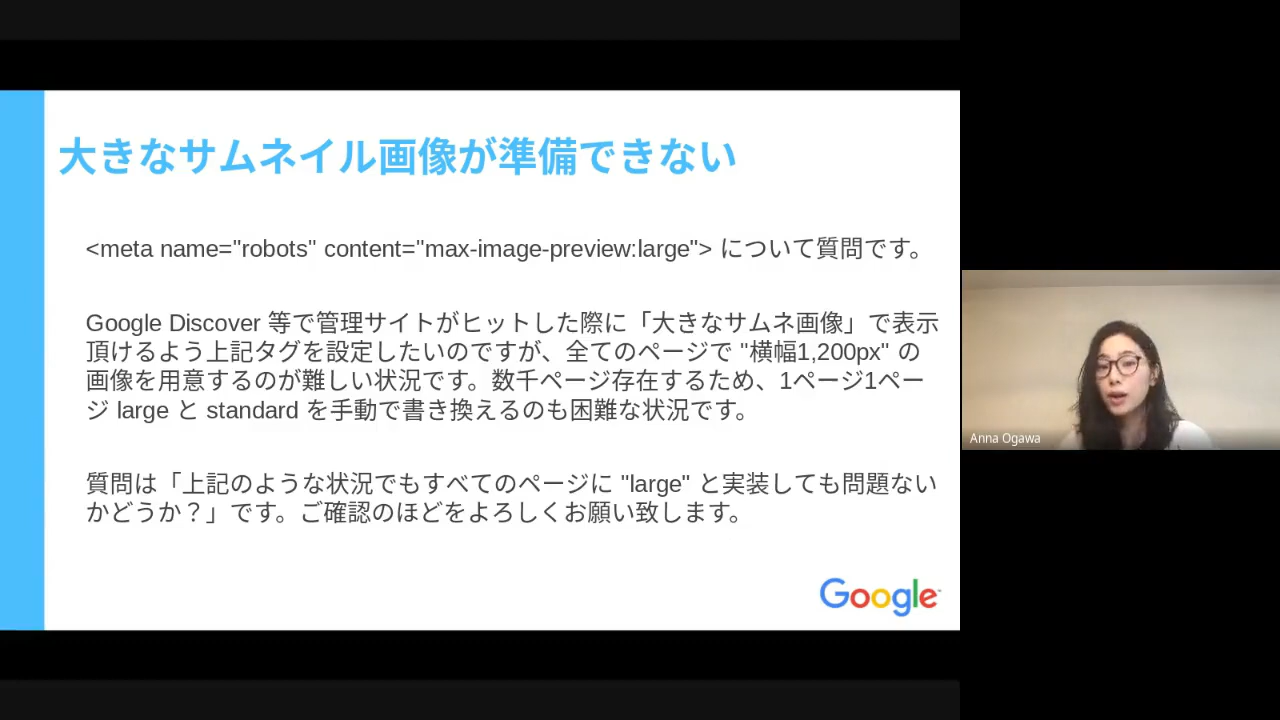 大きなサムネイル画像が準備できない
<meta name="robots" content="max-image-preview:large"> について質問です。
Google Discover 等で管理サイトがヒットした際に「大きなサムネ画像」で表示
頂けるよう上記タグを設定したいのですが、全てのページで "横幅1,200px" の
画像を用意するのが難しい状況です。数千ページ存在するため、1ページ1ペー
ジ large と standard を手動で書き換えるのも困難な状況です。
質問は「上記のような状況でもすべてのページに "large" と実装しても問題ない
かどうか？」です。ご確認のほどをよろしくお願い致します。
Google
Anna Ogawa